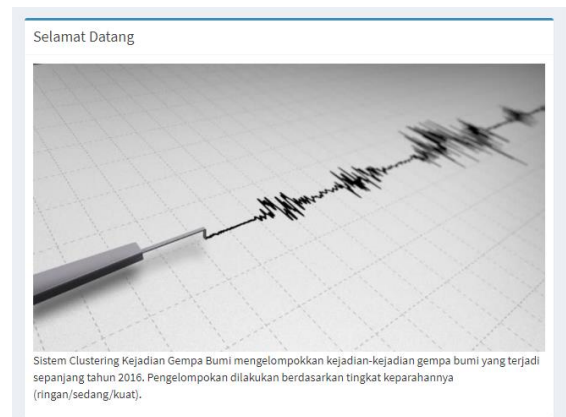 Selamat Datang
Sistem Clustering Kejadian Gempa Bumi mengelompokkan kejadian-kejadian gempa bumi yang terjadi
sepanjang tahun 2016. Pengelompokan dilakukan berdasarkan tingkat keparahannya
(ringan/sedang/kuat).